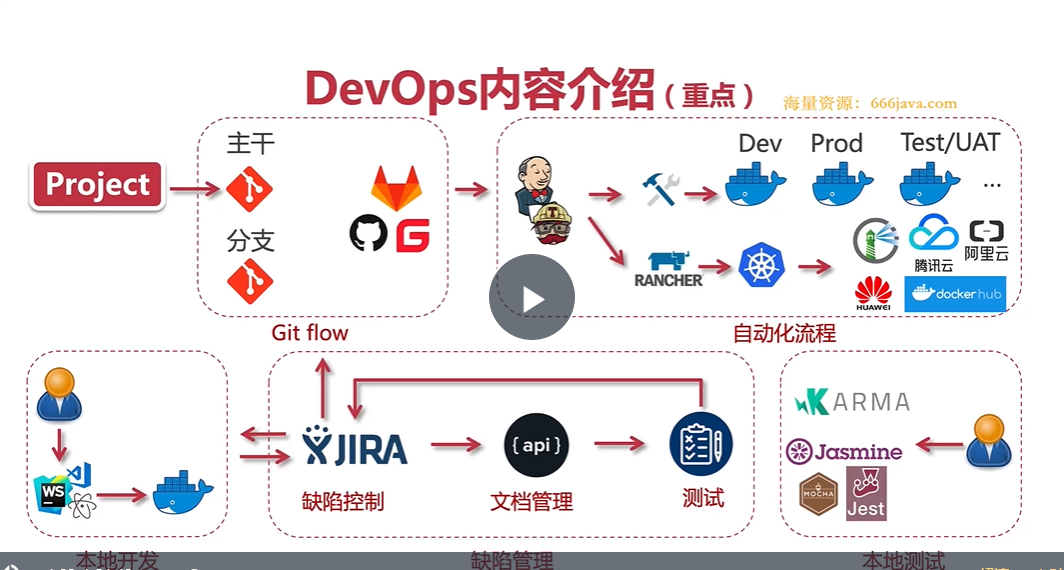 DevOps内容介绍（重点）
海量资源：666java.com
Project
主干
分支
Git flow
Dev
Prod
Test/UAT
...
RANCHER
腾讯云
阿里云
HUAWEI
dockerhub
自动化流程
WS
JIRA
缺陷控制
{api}
文档管理
测试
KARMA
Jasmine
MOCHA
Jest
本地开发
缺陷管理
本地测试